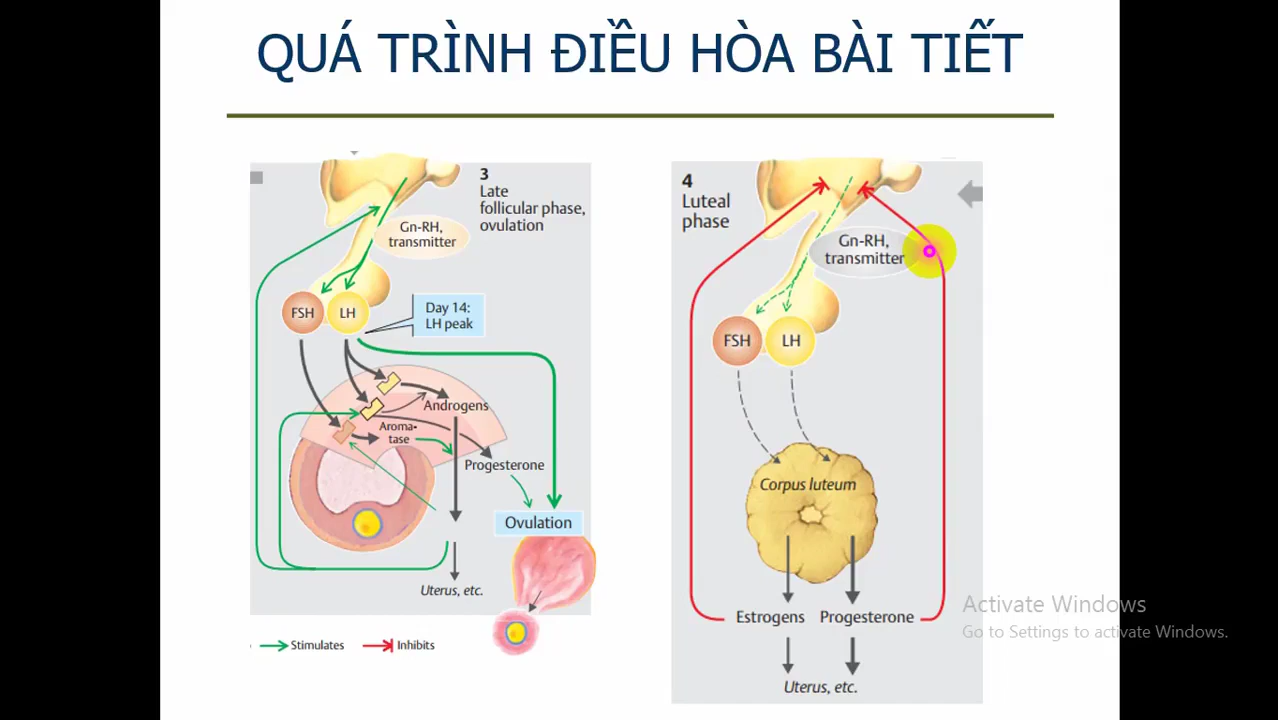 QUÁ TRÌNH ĐIỀU HÒA BÀI TIẾT
3
Late
follicular phase,
ovulation
Gn-RH,
transmitter
FSH
LH
Day 14:
LH peak
Androgens
Aroma-
tase
Progesterone
Ovulation
Uterus, etc.
Stimulates
Inhibits
4
Luteal
phase
Gn-RH,
transmitter
FSH
LH
Corpus luteum
Estrogens
Progesterone
Uterus, etc.
Activate Windows
Go to Settings to activate Windows.